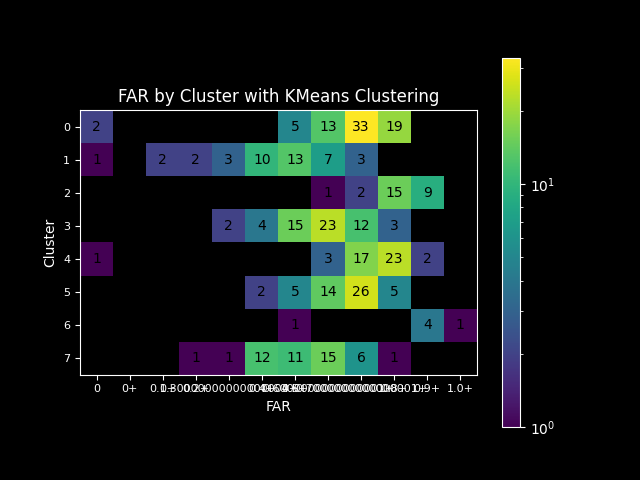 FAR by Cluster with KMeans Clustering
0 2 5 13 33 19
1 1 2 2 3 10 13 7 3
2 1 2 15 9
3 2 4 15 23 12 3
4 1 3 17 23 2
5 2 5 14 26 5
6 1 4 1
7 1 1 12 11 15 6 1
Cluster
0 0+ 0.9+ 1.0+
FAR
10¹
10⁰